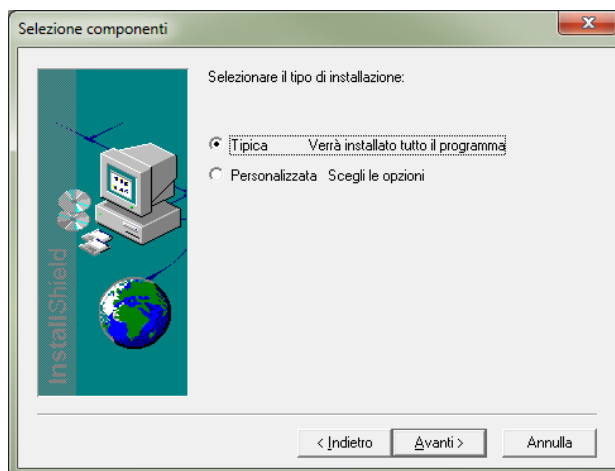 Selezione componenti
Selezionare il tipo di installazione:
Tipica Verrà installato tutto il programma
Personalizzata Scegli le opzioni
InstallShield
< Indietro
Avanti >
Annulla